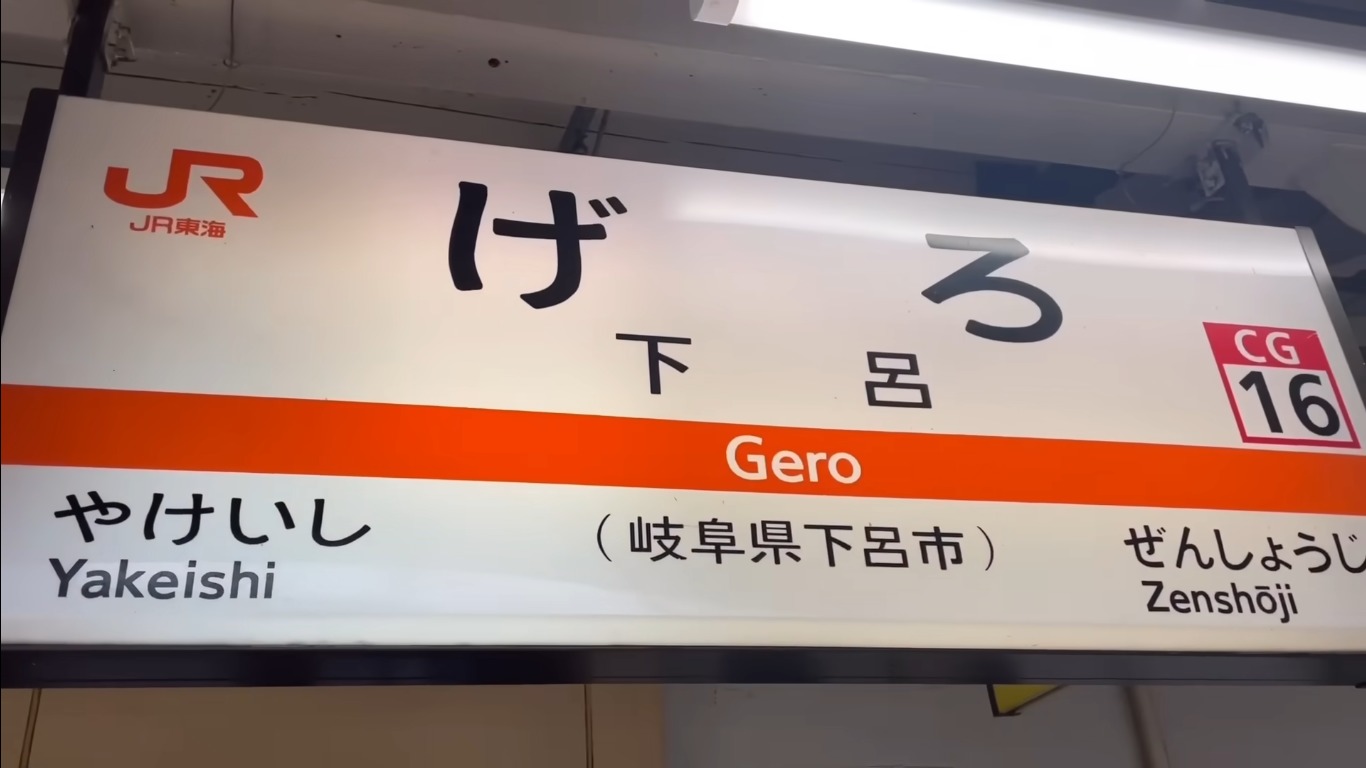 JR
JR東海
げろ
下呂
CG
16
Gero
やけいし
Yakeishi
（岐阜県下呂市）
ぜんしょうじ
Zenshōji